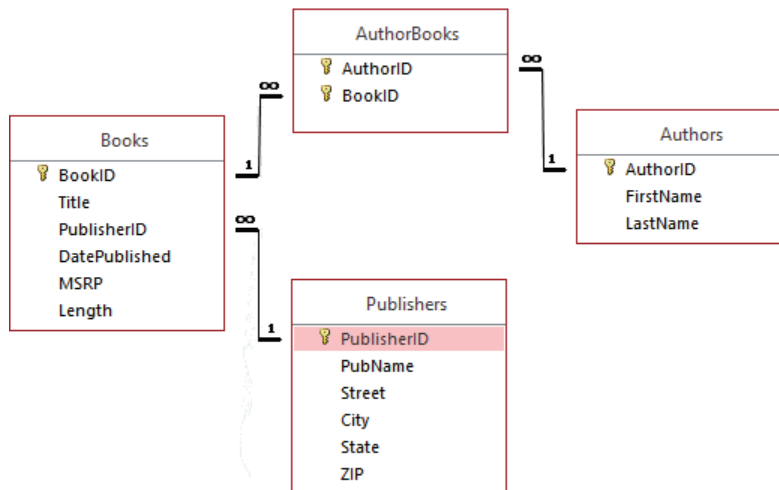 AuthorBooks
AuthorID
BookID
∞
∞
Books
BookID
Title
PublisherID
DatePublished
MSRP
Length
1
∞
1
Authors
AuthorID
FirstName
LastName
1
Publishers
PublisherID
PubName
Street
City
State
ZIP